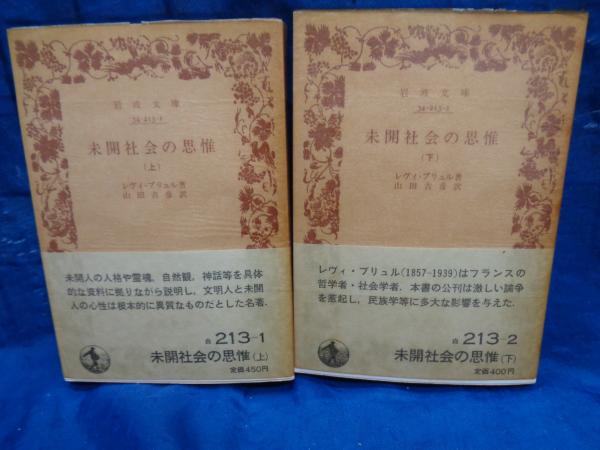 岩波文庫
34-213-1
未開社会の思惟
(上)
レヴィ・ブリュル著
山田吉彦訳
未開人の人格や霊魂,自然観,神話等を具体
的な資料に拠りながら説明し,文明人と未開
人の心性は根本的に異質なものだとした名著.
白 213-1
未開社会の思惟(上)
定価450円
岩波文庫
34-213-2
未開社会の思惟
(下)
レヴィ・ブリュル著
山田吉彦訳
レヴィ・ブリュル(1857-1939)はフランスの
哲学者・社会学者.本書の公刊は激しい論争
を惹起し,民族学等に多大な影響を与えた.
白 213-2
未開社会の思惟(下)
定価400円